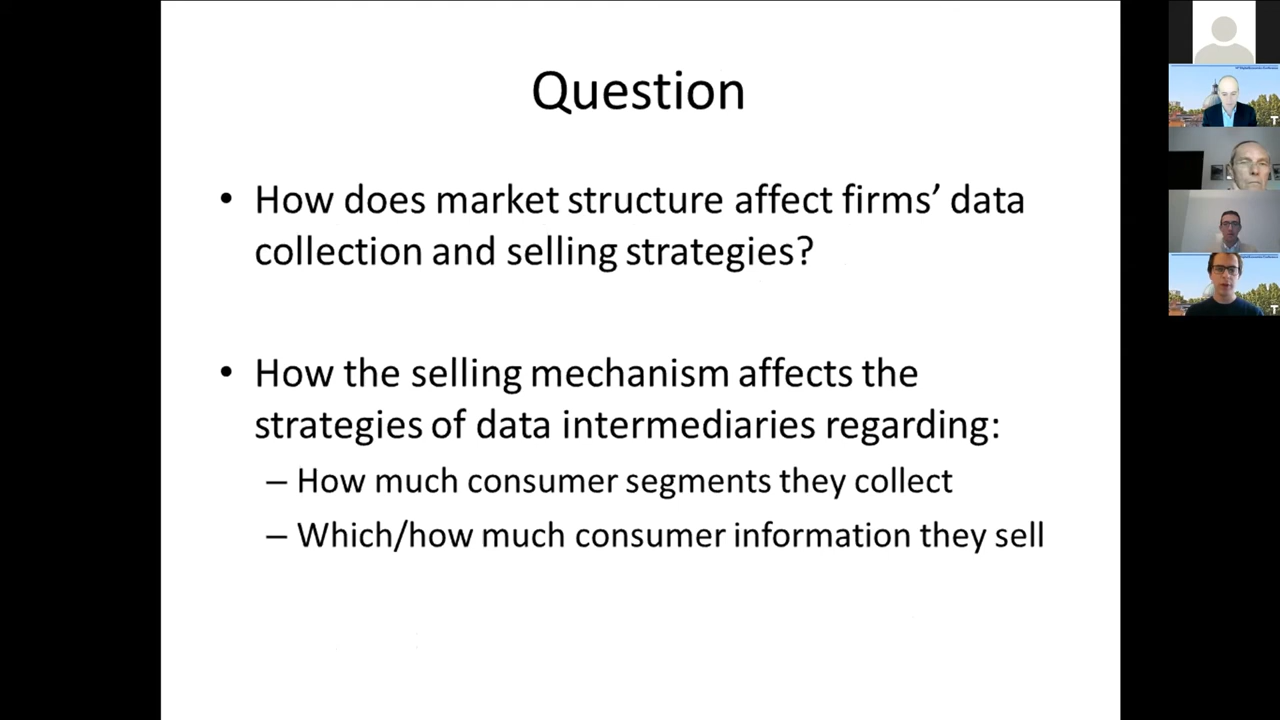 Question
• How does market structure affect firms’ data
collection and selling strategies?
• How the selling mechanism affects the
strategies of data intermediaries regarding:
– How much consumer segments they collect
– Which/how much consumer information they sell